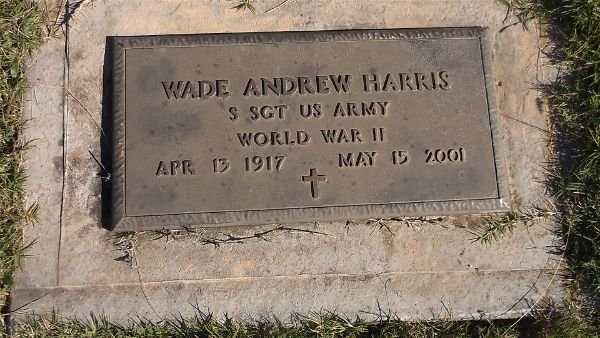 WADE ANDREW HARRIS
S SGT US ARMY
WORLD WAR II
APR 13 1917 MAY 15 2001